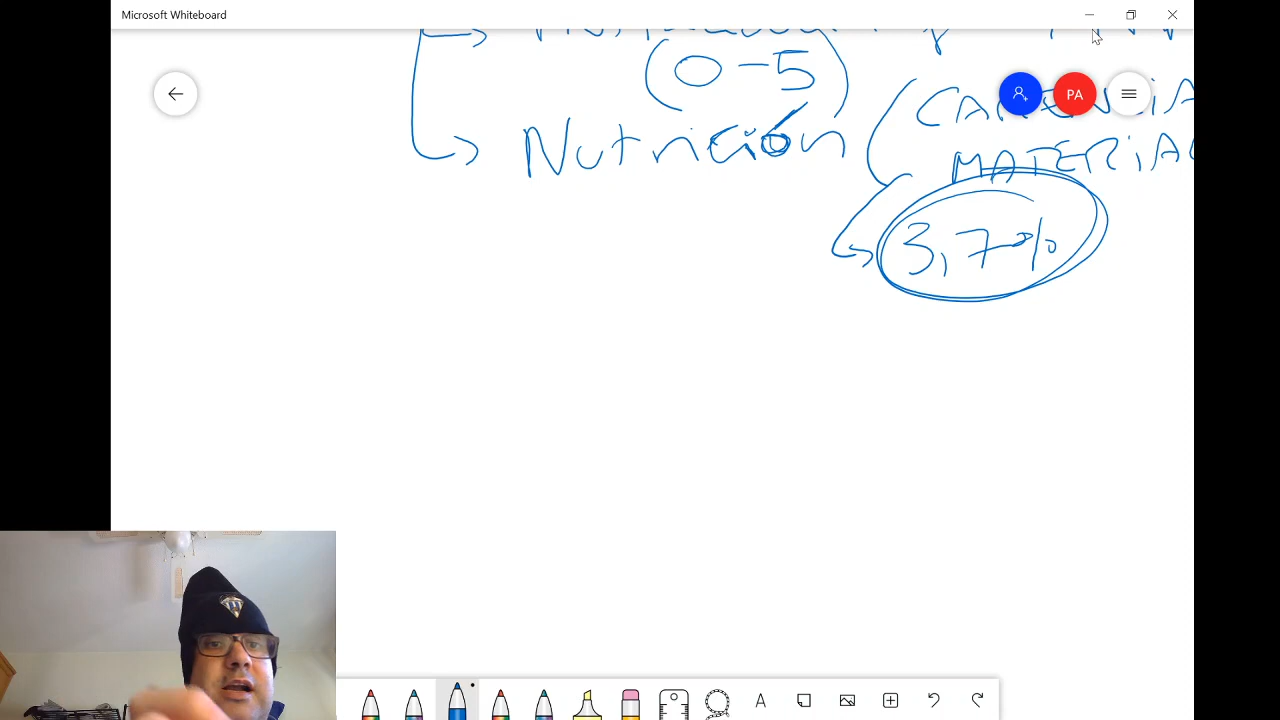 Microsoft Whiteboard
(0-5)
PA
Nutrición
MATERIA
3,7%
A